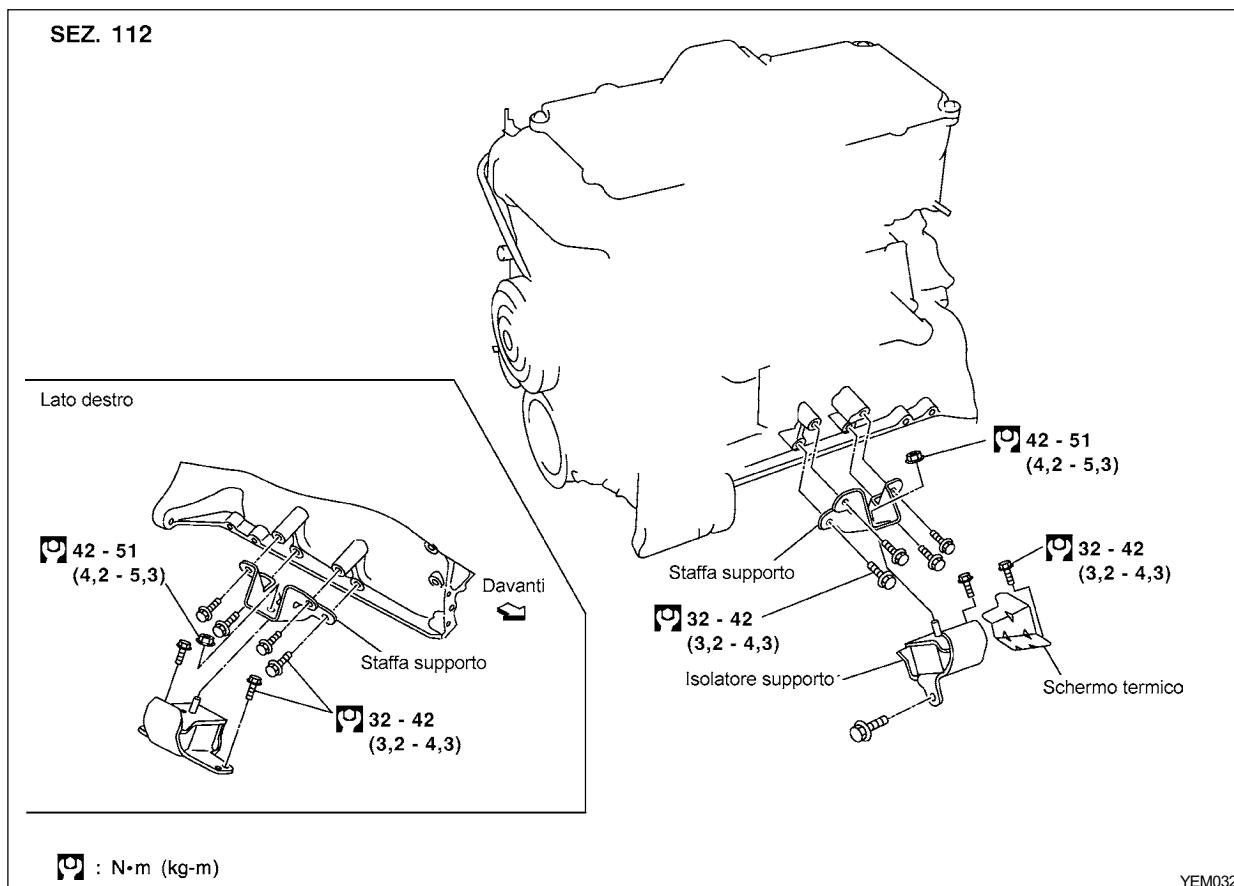 SEZ. 112
Lato destro
42 - 51
(4,2 - 5,3)
Davanti
Staffa supporto
32 - 42
(3,2 - 4,3)
42 - 51
(4,2 - 5,3)
Staffa supporto
32 - 42
(3,2 - 4,3)
32 - 42
(3,2 - 4,3)
Isolatore supporto
Schermo termico
: N•m (kg-m)
YEM032